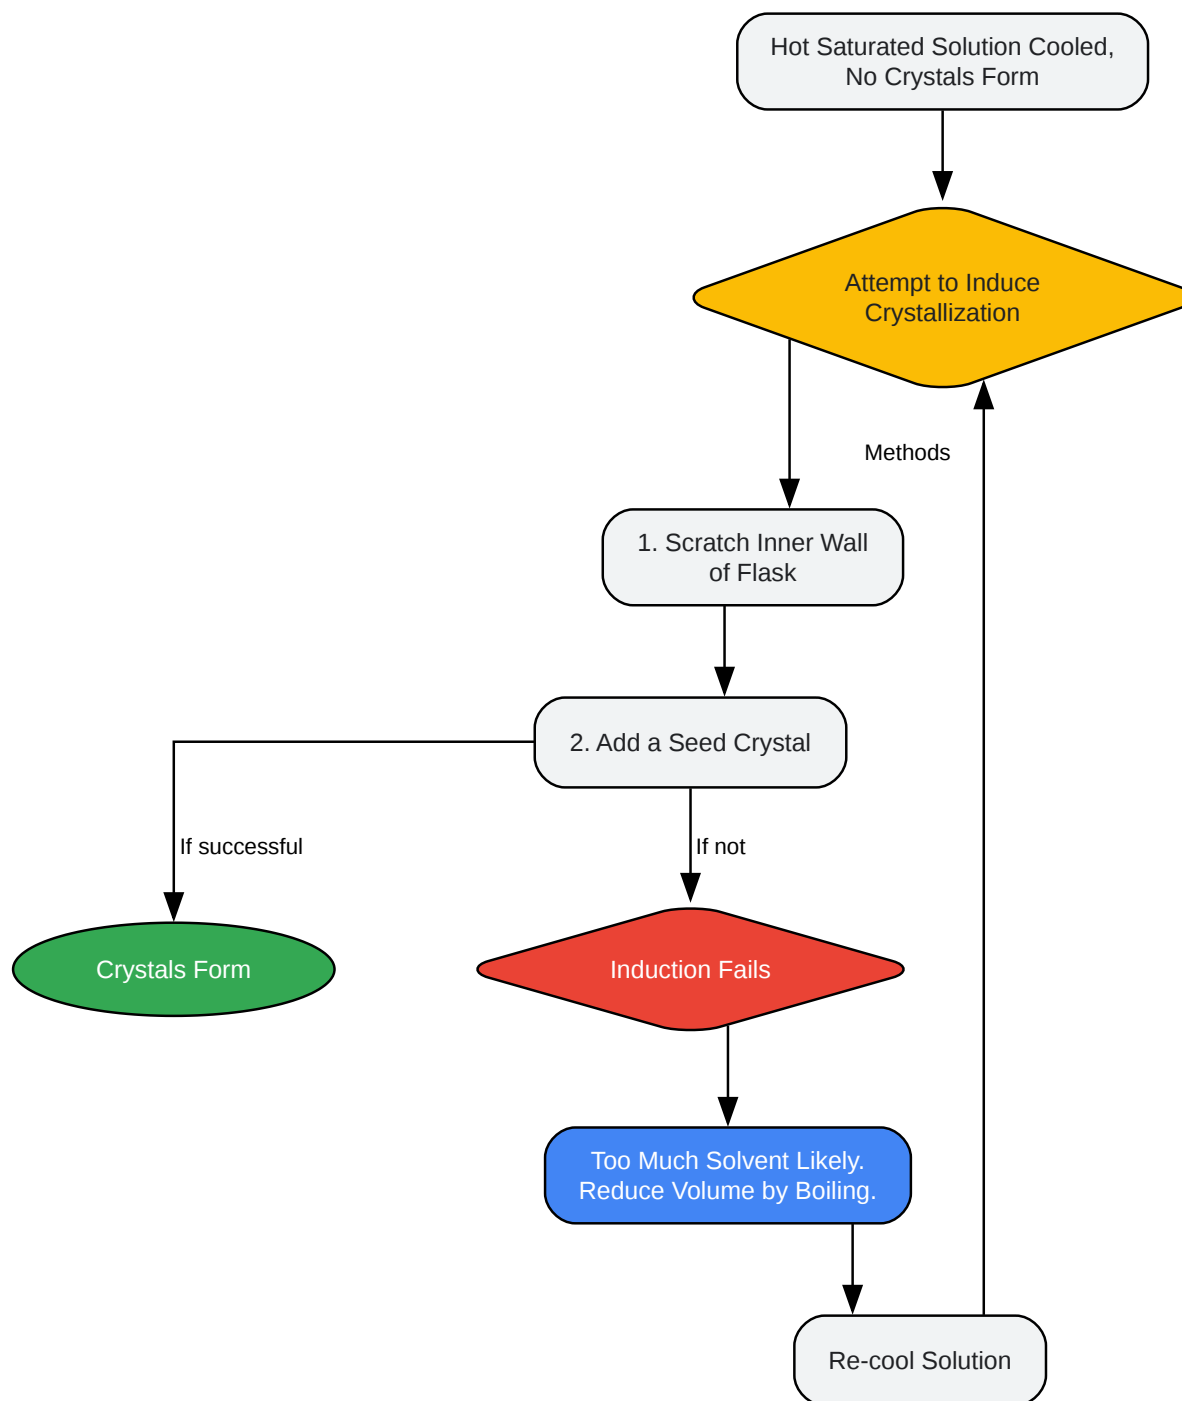 Hot Saturated Solution Cooled,
No Crystals Form
Attempt to Induce
Crystallization
Methods
1. Scratch Inner Wall
of Flask
2. Add a Seed Crystal
If successful
If not
Crystals Form
Induction Fails
Too Much Solvent Likely.
Reduce Volume by Boiling.
Re-cool Solution